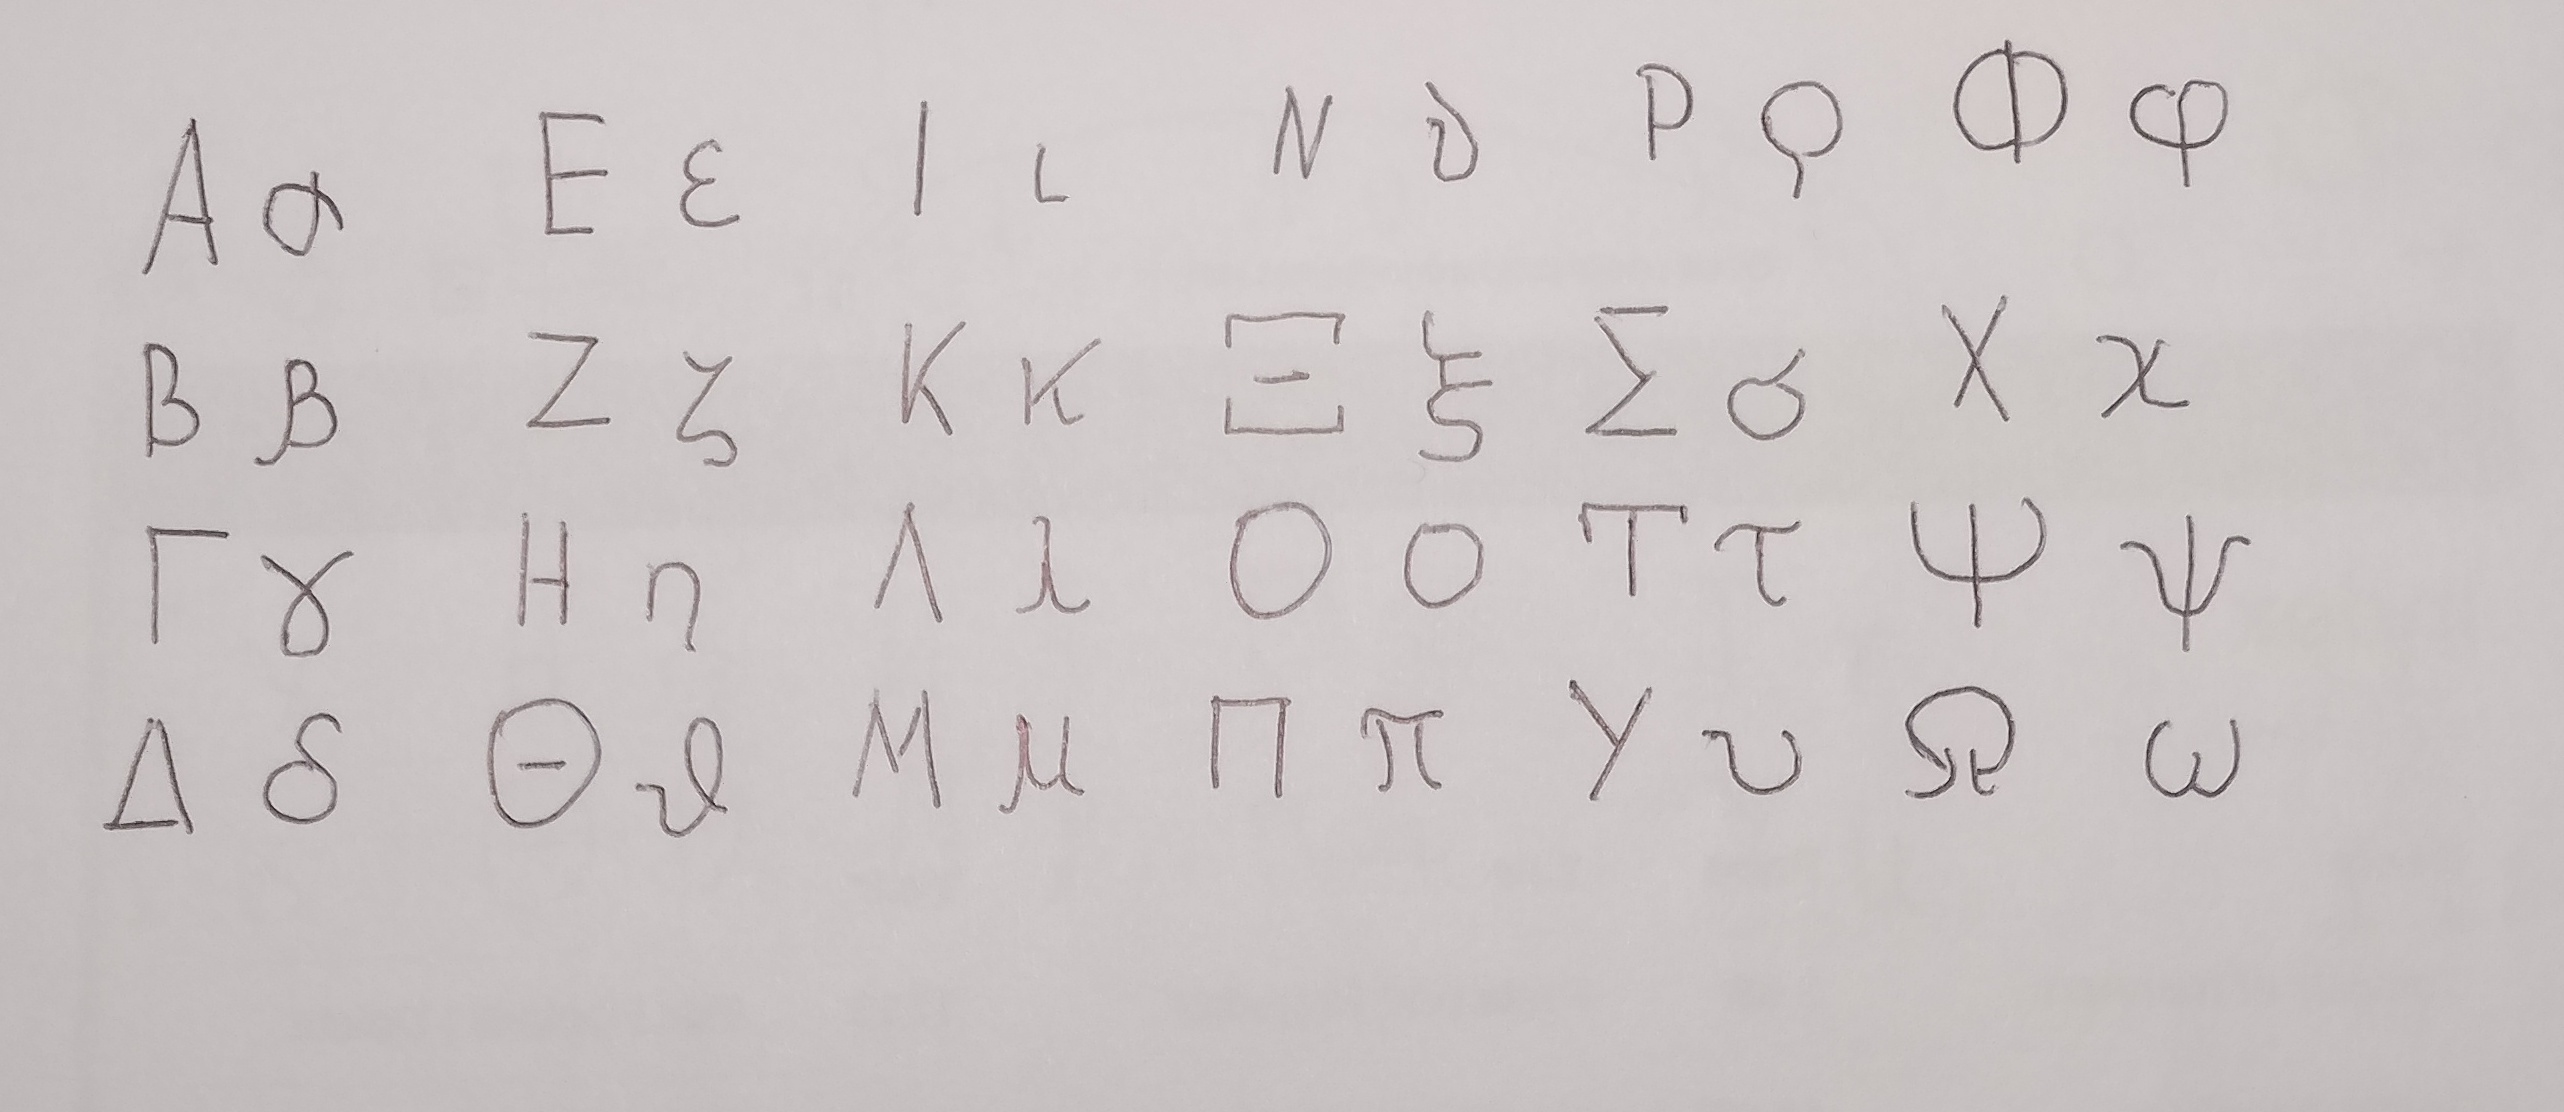 Α α Ε ε Ι ι Ν ν Ρ ρ Φ φ
Β β Ζ ζ Κ κ Ξ ξ Σ σ Χ χ
Γ γ Η η Λ λ Ο ο Τ τ Ψ ψ
Δ δ Θ ϑ Μ μ Π π Υ υ Ω ω